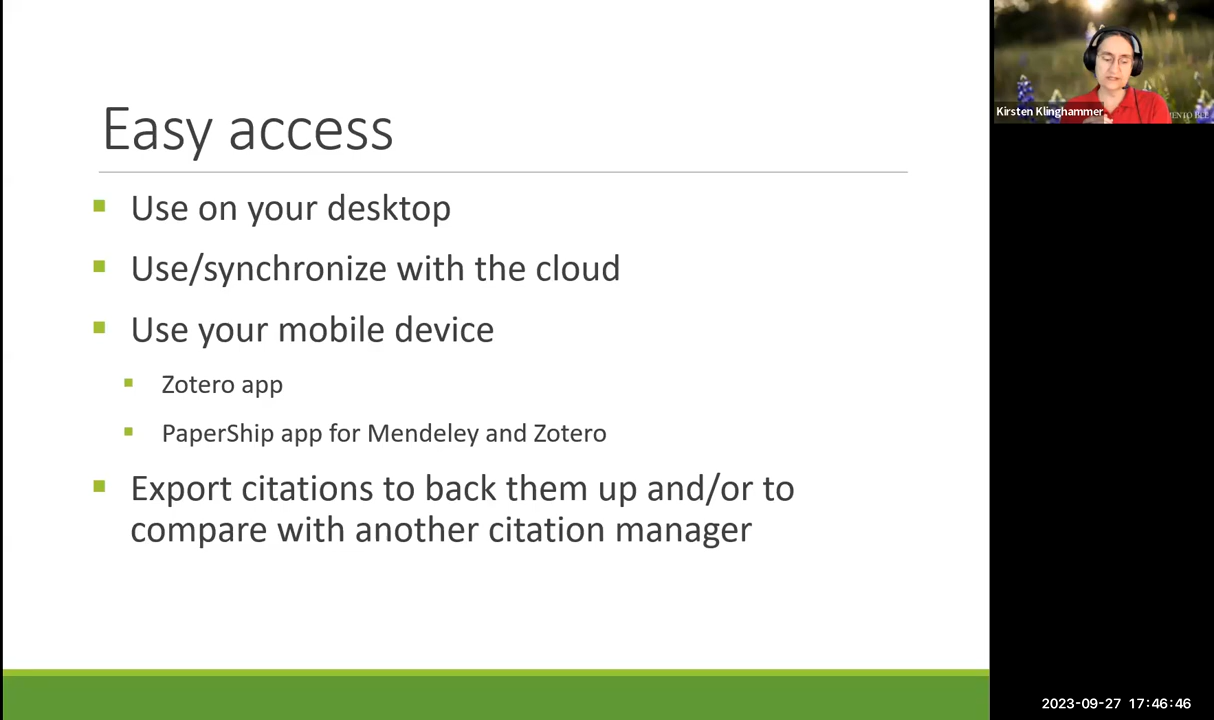 Easy access
Use on your desktop
Use/synchronize with the cloud
Use your mobile device
Zotero app
PaperShip app for Mendeley and Zotero
Export citations to back them up and/or to
compare with another citation manager
Kirsten Klinghammer
2023-09-27 17:46:46